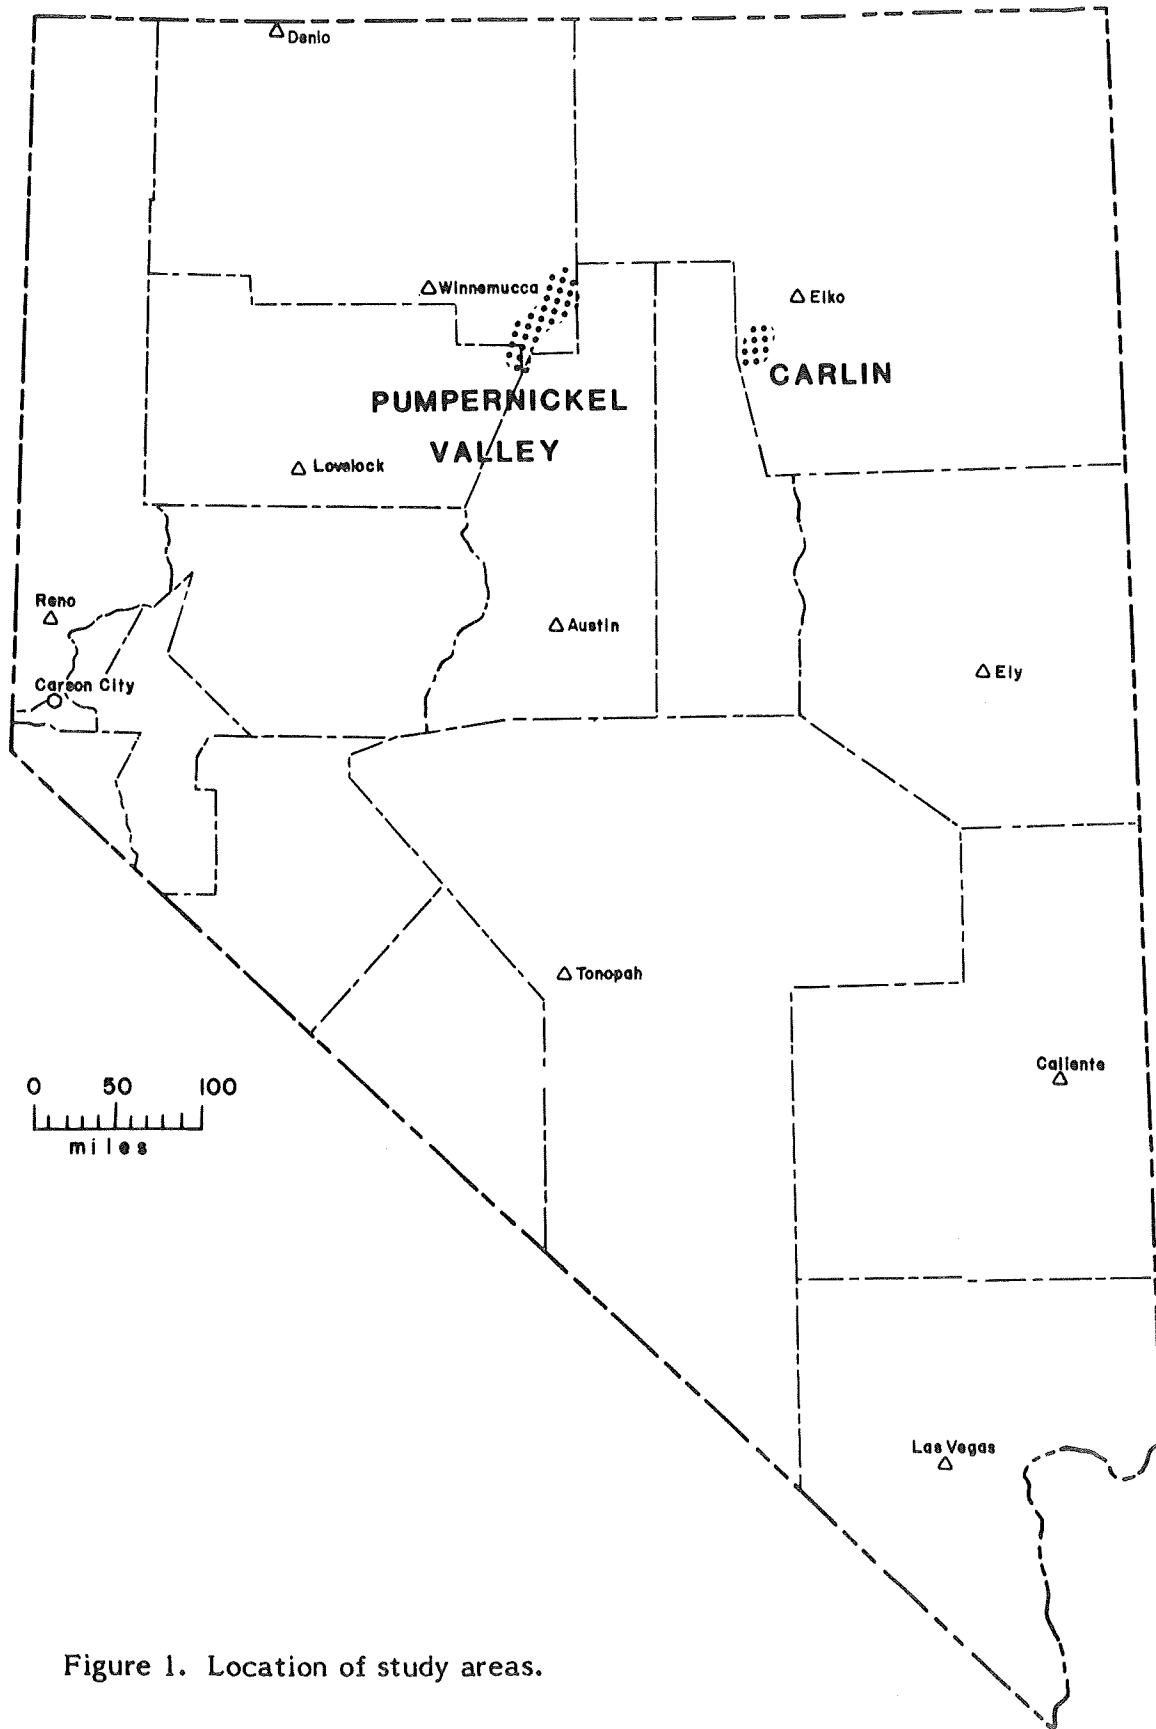 Denio
Winnemucca
Elko
CARLIN
PUMPERNICKEL
VALLEY
Lovelock
Reno
Austin
Carson City
Ely
Tonopah
Caliente
0 50 100
miles
Las Vegas
Figure 1. Location of study areas.